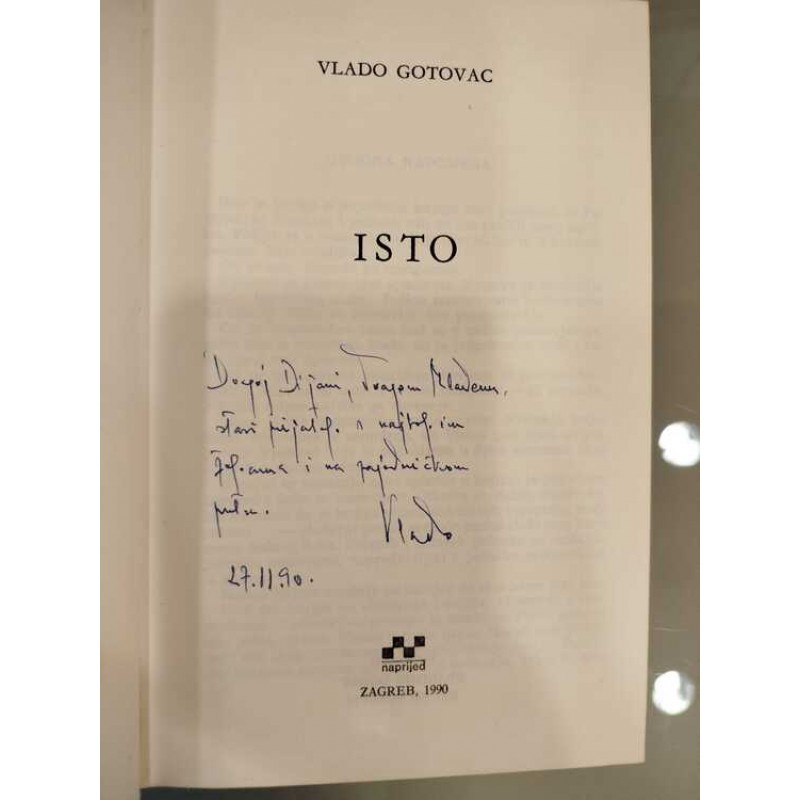 VLADO GOTOVAC
ISTO
Dragoj Dijani, Dragom Mladenu,
stari prijatelj s najboljim
željama i na zajedničkom
putu.
Vlado
27.11.90.
naprijed
ZAGREB, 1990